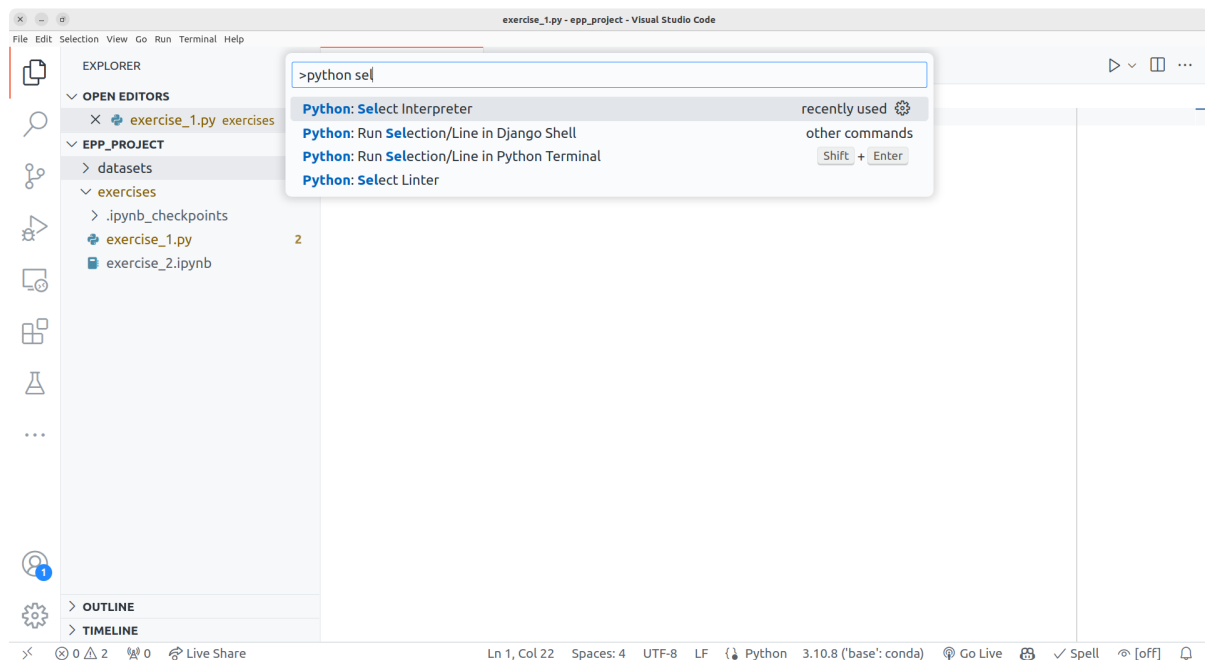 exercise_1.py - epp_project - Visual Studio Code
File Edit Selection View Go Run Terminal Help
EXPLORER
OPEN EDITORS
exercise_1.py exercises
EPP_PROJECT
datasets
exercises
.ipynb_checkpoints
exercise_1.py 2
exercise_2.ipynb
>python sel
Python: Select Interpreter recently used
Python: Run Selection/Line in Django Shell other commands
Python: Run Selection/Line in Python Terminal Shift + Enter
Python: Select Linter
1
OUTLINE
TIMELINE
0 2 0 Live Share Ln 1, Col 22 Spaces: 4 UTF-8 LF Python 3.10.8 ('base': conda) Go Live Spell [off]